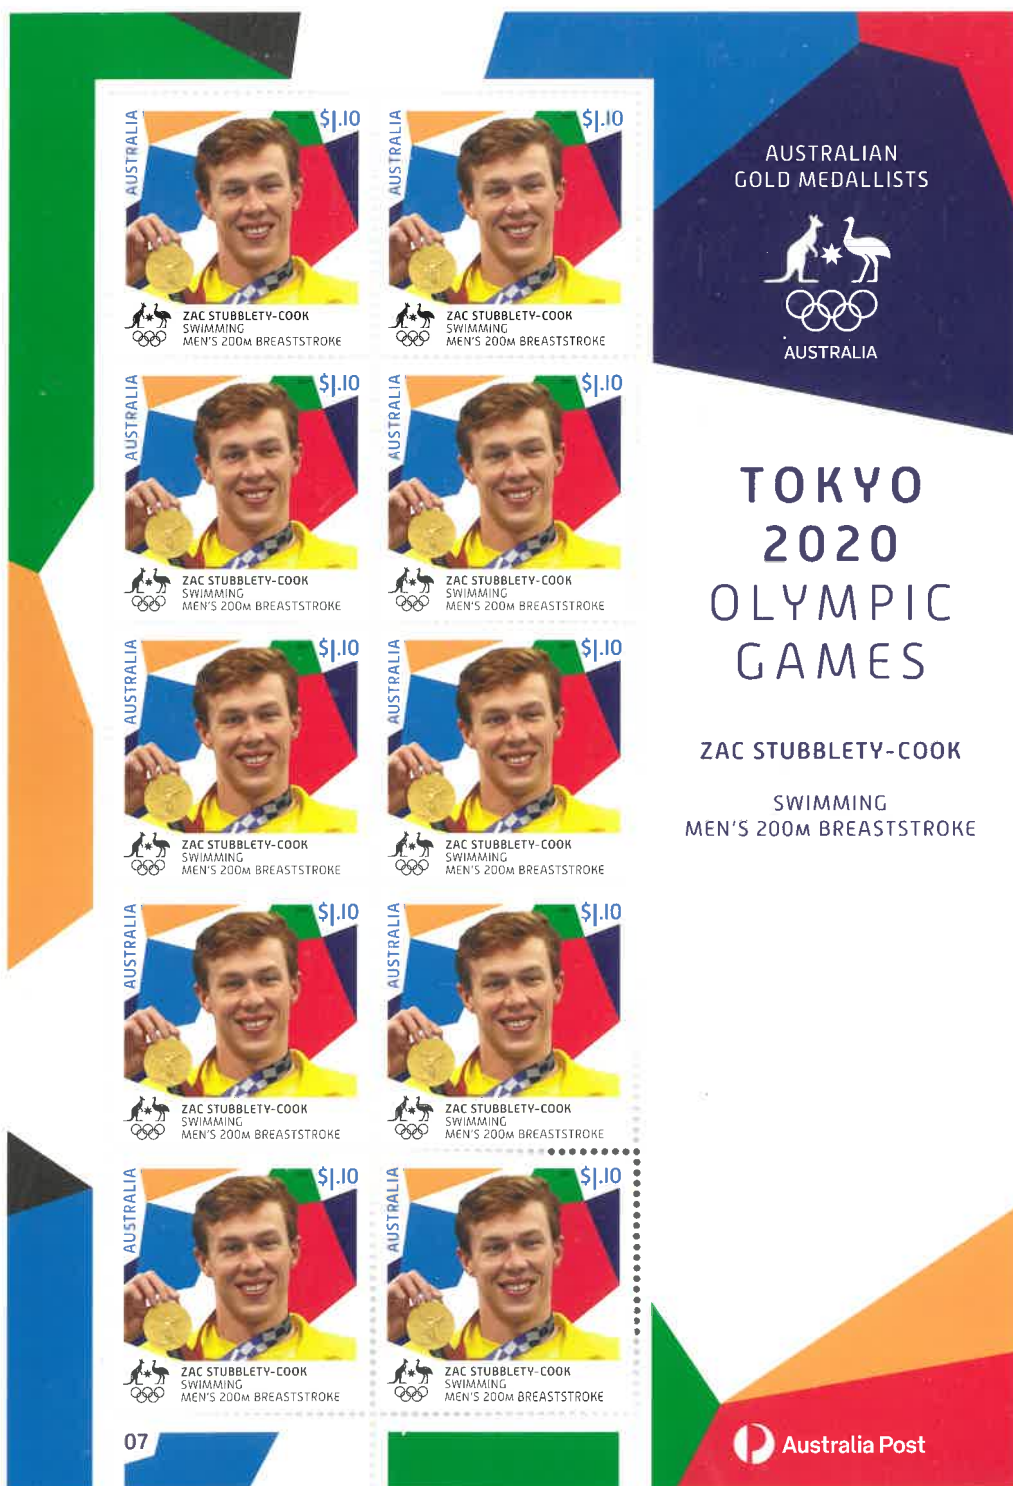 AUSTRALIAN
GOLD MEDALLISTS
AUSTRALIA
TOKYO
2020
OLYMPIC
GAMES
ZAC STUBBLETY-COOK
SWIMMING
MEN'S 200M BREASTSTROKE
AUSTRALIA
$1.10
ZAC STUBBLETY-COOK
SWIMMING
MEN'S 200M BREASTSTROKE
AUSTRALIA
$1.10
ZAC STUBBLETY-COOK
SWIMMING
MEN'S 200M BREASTSTROKE
AUSTRALIA
$1.10
ZAC STUBBLETY-COOK
SWIMMING
MEN'S 200M BREASTSTROKE
AUSTRALIA
$1.10
ZAC STUBBLETY-COOK
SWIMMING
MEN'S 200M BREASTSTROKE
AUSTRALIA
$1.10
ZAC STUBBLETY-COOK
SWIMMING
MEN'S 200M BREASTSTROKE
AUSTRALIA
$1.10
ZAC STUBBLETY-COOK
SWIMMING
MEN'S 200M BREASTSTROKE
AUSTRALIA
$1.10
ZAC STUBBLETY-COOK
SWIMMING
MEN'S 200M BREASTSTROKE
AUSTRALIA
$1.10
ZAC STUBBLETY-COOK
SWIMMING
MEN'S 200M BREASTSTROKE
AUSTRALIA
$1.10
ZAC STUBBLETY-COOK
SWIMMING
MEN'S 200M BREASTSTROKE
AUSTRALIA
$1.10
ZAC STUBBLETY-COOK
SWIMMING
MEN'S 200M BREASTSTROKE
07
Australia Post